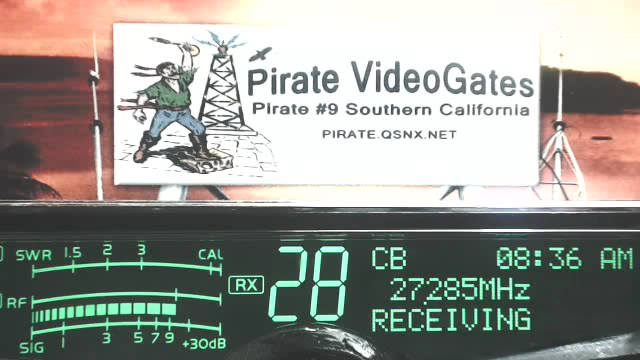 Pirate VideoGates
Pirate #9 Southern California
PIRATE.QSNX.NET
SWR 1.5 2 3 CAL
RF
SIG 1 3 5 7 9 +30dB
RX
28
CB 08:36 AM
27285MHz
RECEIVING